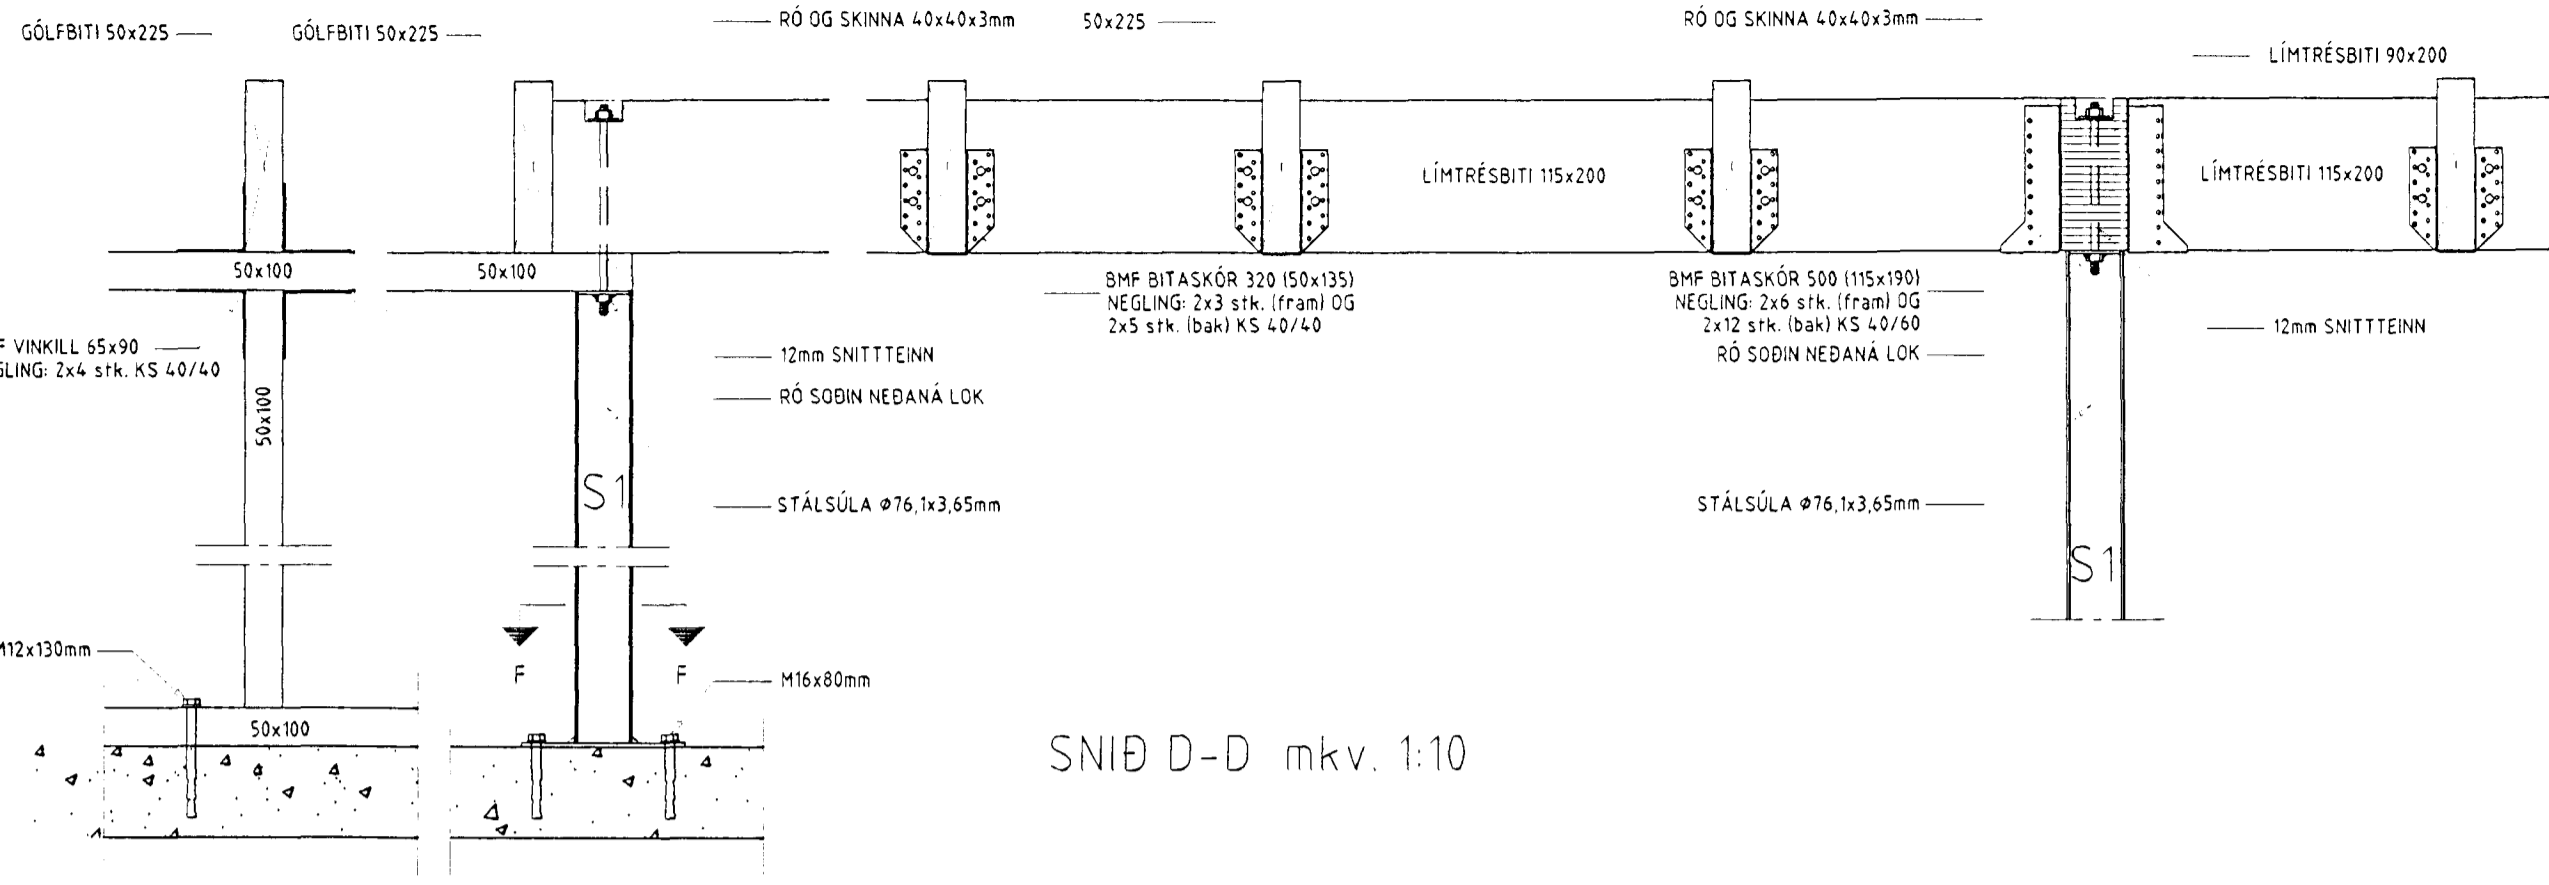 GÓLFBITI 50x225
GÓLFBITI 50x225
RÓ OG SKINNA 40x40x3mm
50x225
RÓ OG SKINNA 40x40x3mm
LÍMTRÉSBITI 90x200
LÍMTRÉSBITI 115x200
LÍMTRÉSBITI 115x200
50x100
50x100
BMF BITASKÓR 320 (50x135)
NEGLING: 2x3 stk. (fram) OG
2x5 stk. (bak) KS 40/40
BMF BITASKÓR 500 (115x190)
NEGLING: 2x6 stk. (fram) OG
2x12 stk. (bak) KS 40/60
RÓ SOÐIN NEÐANÁ LOK
12mm SNITTTEINN
F VINKILL 65x90
GLING: 2x4 stk. KS 40/40
50x100
12mm SNITTTEINN
RÓ SOÐIN NEÐANÁ LOK
S1
STÁLSÚLA Ø76,1x3,65mm
STÁLSÚLA Ø76,1x3,65mm
S1
M12x130mm
F
F
M16x80mm
50x100
SNIÐ D-D mkv. 1:10